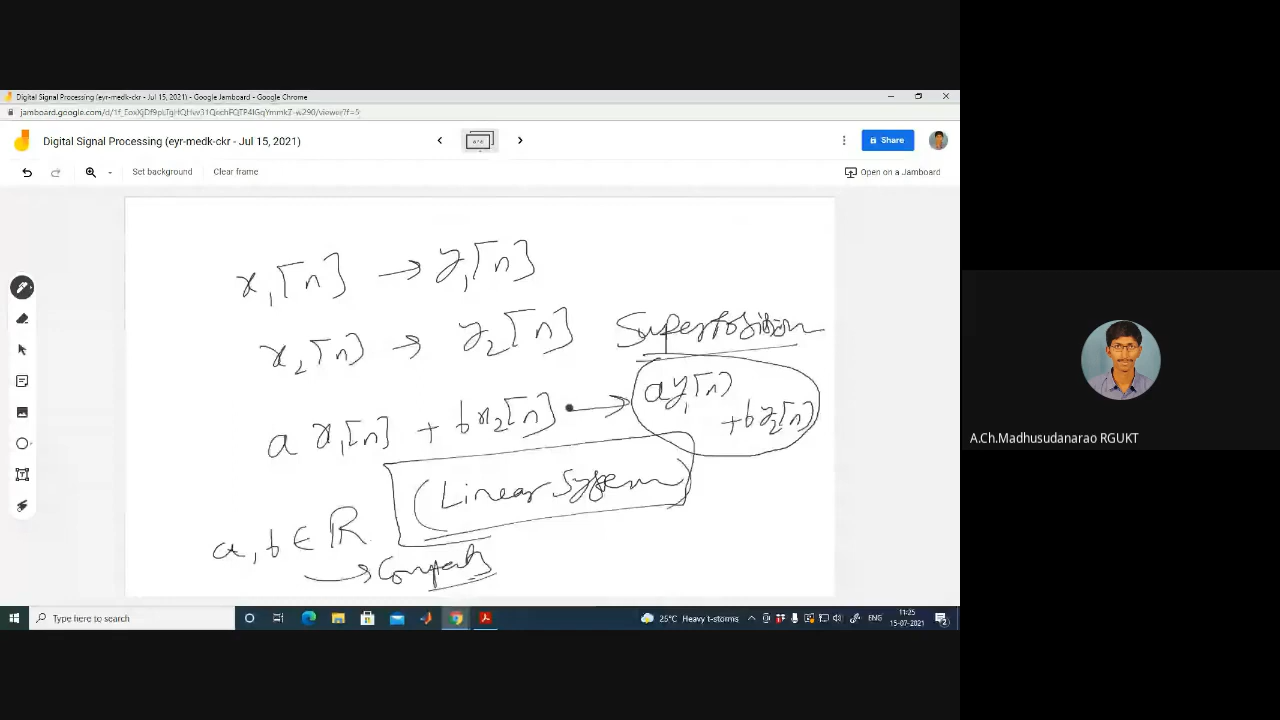 Digital Signal Processing (eyr-medk-ckr - Jul 15, 2021) - Google Jamboard - Google Chrome
Digital Signal Processing (eyr-medk-ckr - Jul 15, 2021)
Share
Set background
Clear frame
Open on a Jamboard
x₁[n] → y₁[n]
x₂[n] → y₂[n]
Superposition
a x₁[n] + b x₂[n] → a y₁[n]
+ b y₂[n]
(Linear System)
a, b ∈ ℝ
→
A.Ch.Madhusudanarao RGUKT
Type here to search
25°C Heavy t-storms
ENG
11:25
15-07-2021
2